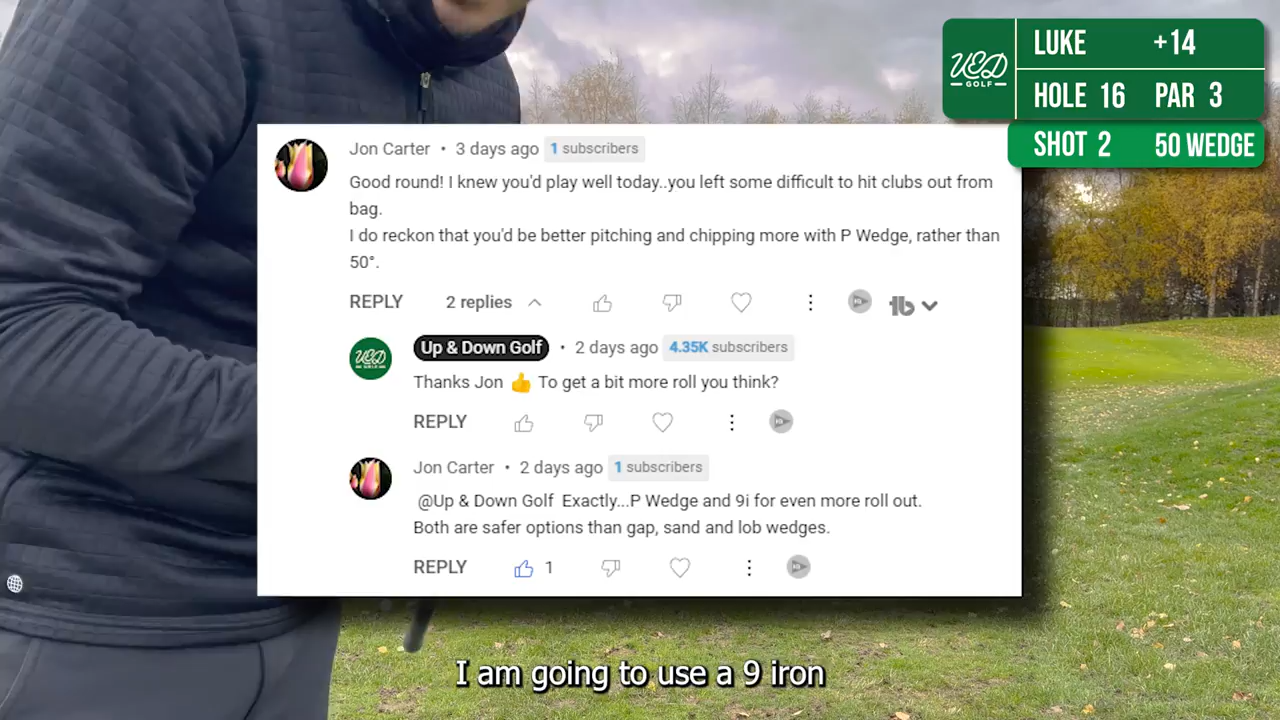 LUKE +14
UED
GOLF
HOLE 16 PAR 3
SHOT 2 50 WEDGE
Jon Carter • 3 days ago 1 subscribers
Good round! I knew you'd play well today..you left some difficult to hit clubs out from
bag.
I do reckon that you'd be better pitching and chipping more with P Wedge, rather than
50°.
REPLY 2 replies
Up & Down Golf • 2 days ago 4.35K subscribers
UED
Thanks Jon 👍 To get a bit more roll you think?
REPLY
Jon Carter • 2 days ago 1 subscribers
@Up & Down Golf Exactly...P Wedge and 9i for even more roll out.
Both are safer options than gap, sand and lob wedges.
REPLY 1
I am going to use a 9 iron